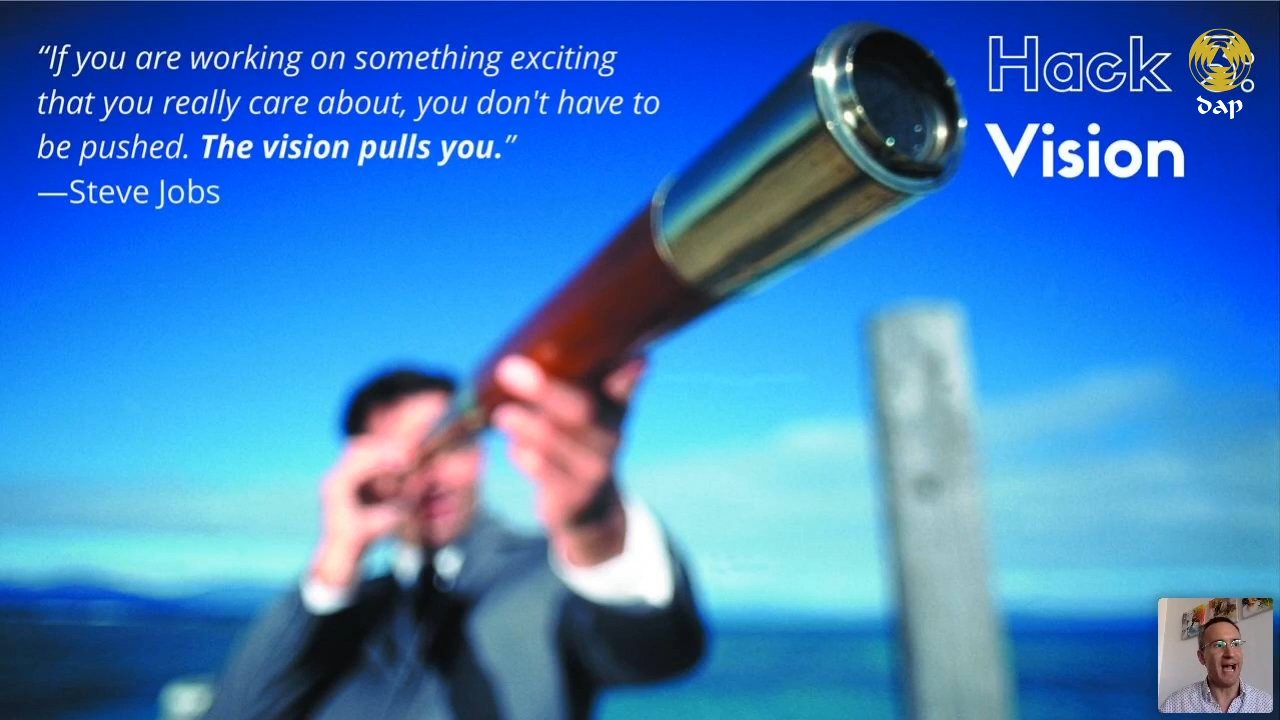 “If you are working on something exciting
that you really care about, you don't have to
be pushed. The vision pulls you.”
—Steve Jobs
Hack
Vision
dap